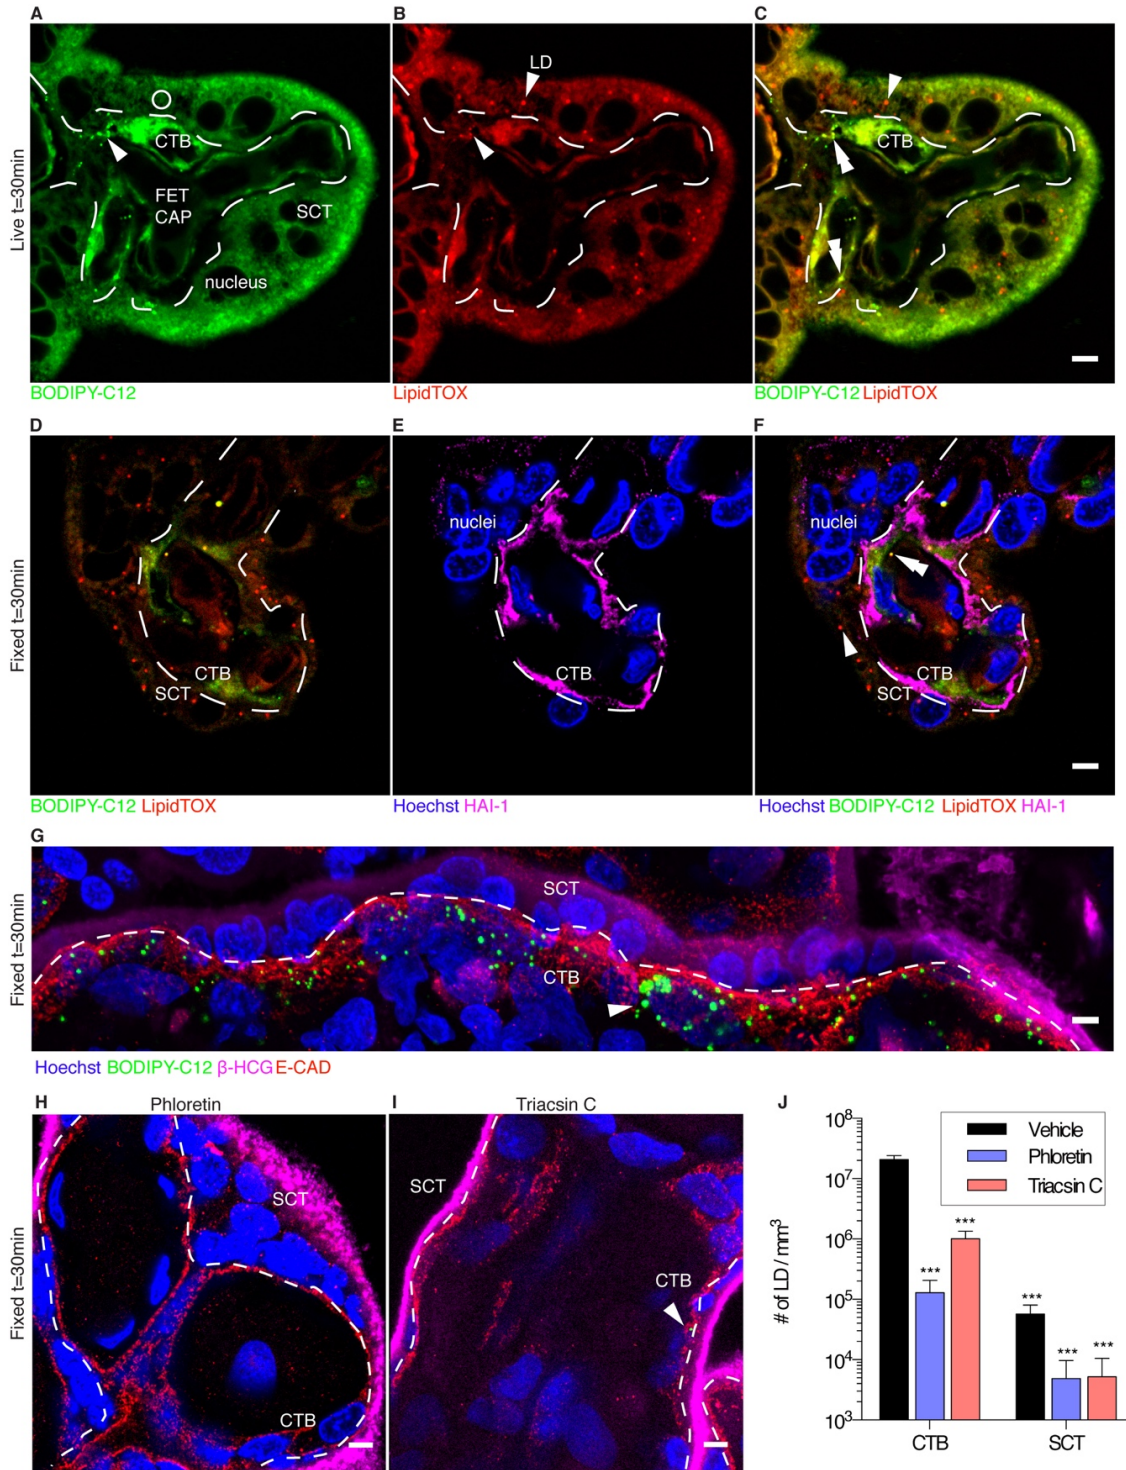 A
B
C
Live t=30min
LD
CTB
FET
CAP
SCT
nucleus
CTB
BODIPY-C12
LipidTOX
BODIPY-C12 LipidTOX
D
E
F
Fixed t=30min
nuclei
nuclei
CTB
SCT
CTB
CTB
SCT
BODIPY-C12 LipidTOX
Hoechst HAI-1
Hoechst BODIPY-C12 LipidTOX HAI-1
G
Fixed t=30min
SCT
CTB
Hoechst BODIPY-C12 β-HCG E-CAD
H
Phloretin
I
Triacsin C
J
Fixed t=30min
SCT
CTB
SCT
CTB
# of LD / mm³
10⁸
10⁷
10⁶
10⁵
10⁴
10³
Vehicle
Phloretin
Triacsin C
***
***
***
***
***
CTB
SCT